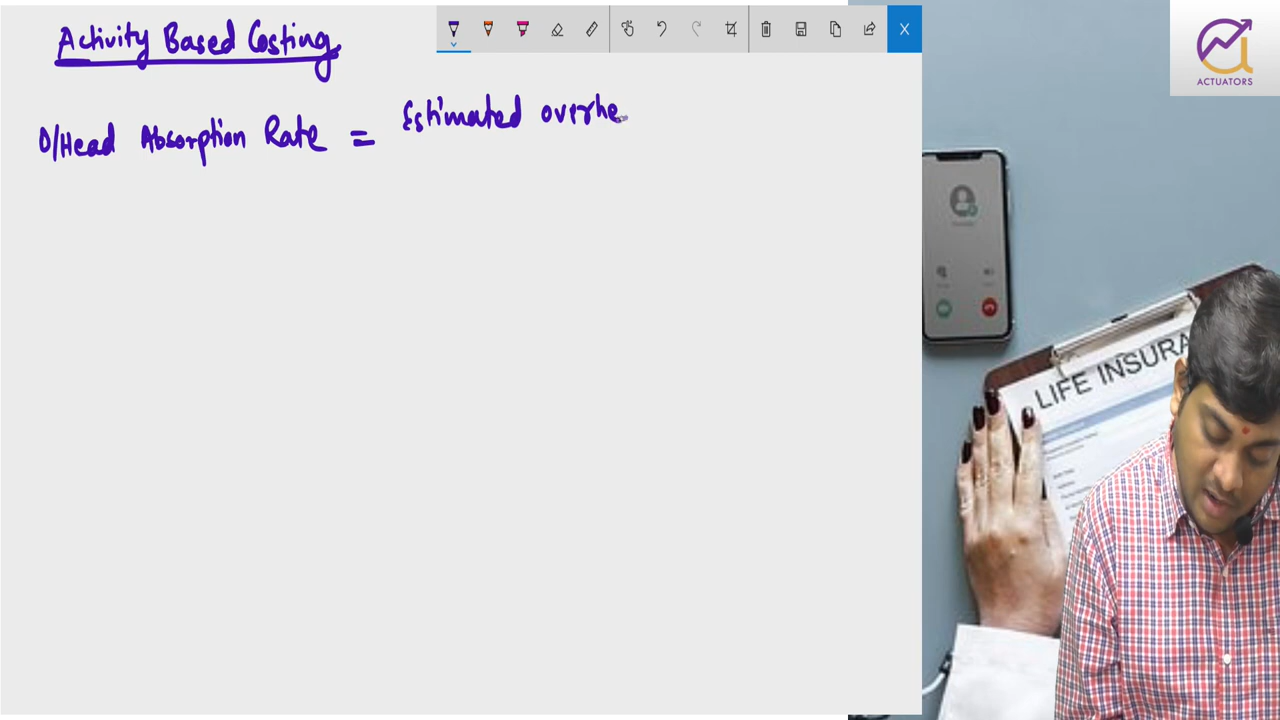 Activity Based Costing
O/Head Absorption Rate = Estimated overhe
X
ACTUATORS
LIFE INSURA